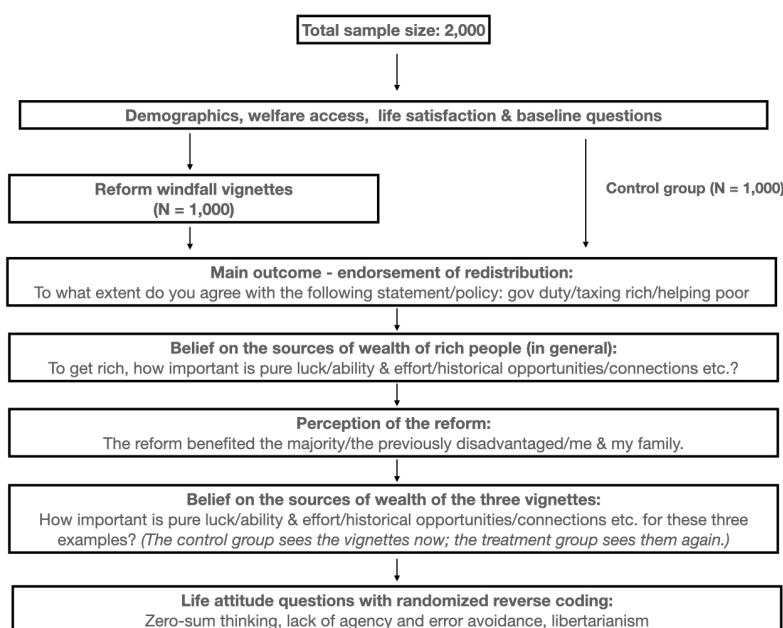 Total sample size: 2,000
Demographics, welfare access, life satisfaction & baseline questions
Reform windfall vignettes
(N = 1,000)
Control group (N = 1,000)
Main outcome - endorsement of redistribution:
To what extent do you agree with the following statement/policy: gov duty/taxing rich/helping poor
Belief on the sources of wealth of rich people (in general):
To get rich, how important is pure luck/ability & effort/historical opportunities/connections etc.?
Perception of the reform:
The reform benefited the majority/the previously disadvantaged/me & my family.
Belief on the sources of wealth of the three vignettes:
How important is pure luck/ability & effort/historical opportunities/connections etc. for these three
examples? (The control group sees the vignettes now; the treatment group sees them again.)
Life attitude questions with randomized reverse coding:
Zero-sum thinking, lack of agency and error avoidance, libertarianism